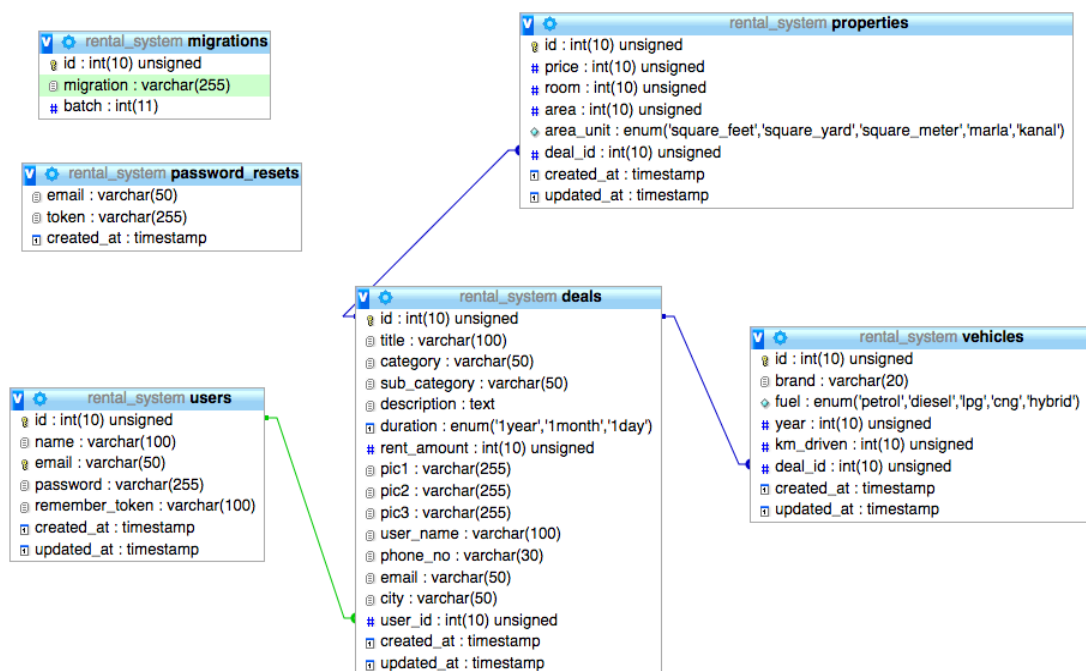 rental_system migrations
id : int(10) unsigned
migration : varchar(255)
batch : int(11)
rental_system properties
id : int(10) unsigned
price : int(10) unsigned
room : int(10) unsigned
area : int(10) unsigned
area_unit : enum('square_feet','square_yard','square_meter','marla','kanal')
deal_id : int(10) unsigned
created_at : timestamp
updated_at : timestamp
rental_system password_resets
email : varchar(50)
token : varchar(255)
created_at : timestamp
rental_system deals
id : int(10) unsigned
title : varchar(100)
category : varchar(50)
sub_category : varchar(50)
description : text
duration : enum('1year','1month','1day')
rent_amount : int(10) unsigned
pic1 : varchar(255)
pic2 : varchar(255)
pic3 : varchar(255)
user_name : varchar(100)
phone_no : varchar(30)
email : varchar(50)
city : varchar(50)
user_id : int(10) unsigned
created_at : timestamp
updated_at : timestamp
rental_system vehicles
id : int(10) unsigned
brand : varchar(20)
fuel : enum('petrol','diesel','lpg','cng','hybrid')
year : int(10) unsigned
km_driven : int(10) unsigned
deal_id : int(10) unsigned
created_at : timestamp
updated_at : timestamp
rental_system users
id : int(10) unsigned
name : varchar(100)
email : varchar(50)
password : varchar(255)
remember_token : varchar(100)
created_at : timestamp
updated_at : timestamp